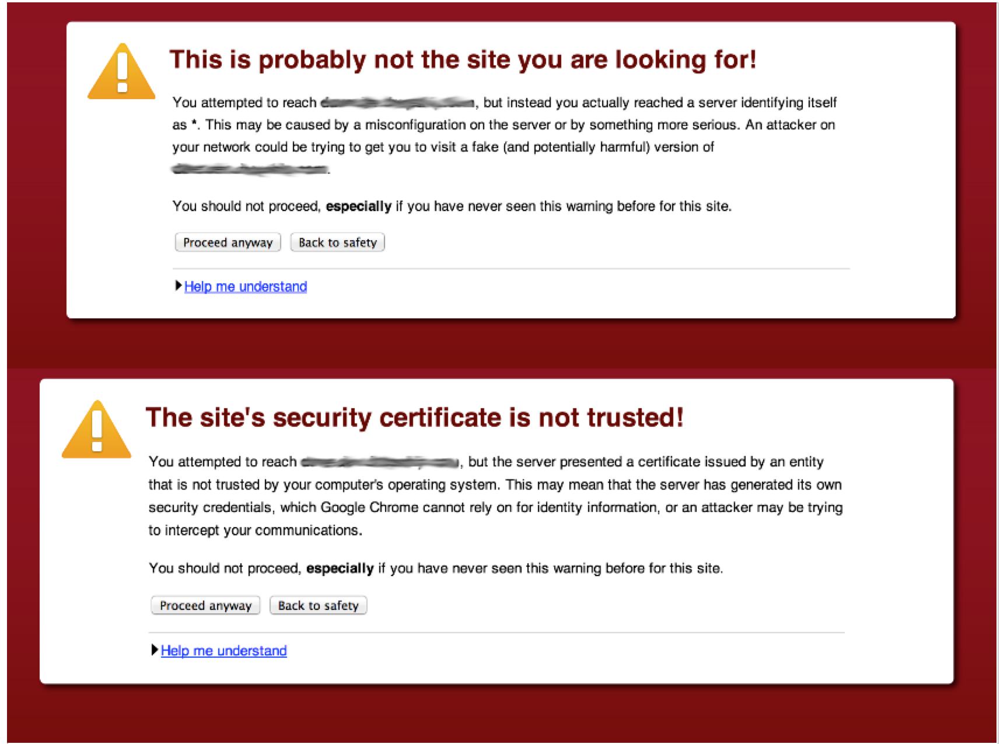 This is probably not the site you are looking for!
You attempted to reach , but instead you actually reached a server identifying itself
as *. This may be caused by a misconfiguration on the server or by something more serious. An attacker on
your network could be trying to get you to visit a fake (and potentially harmful) version of
.
You should not proceed, especially if you have never seen this warning before for this site.
Proceed anyway Back to safety
Help me understand
The site's security certificate is not trusted!
You attempted to reach , but the server presented a certificate issued by an entity
that is not trusted by your computer's operating system. This may mean that the server has generated its own
security credentials, which Google Chrome cannot rely on for identity information, or an attacker may be trying
to intercept your communications.
You should not proceed, especially if you have never seen this warning before for this site.
Proceed anyway Back to safety
Help me understand